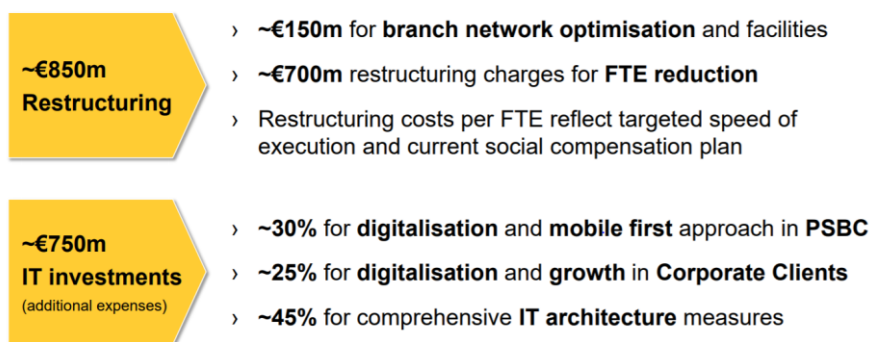 ~€850m
Restructuring
› ~€150m for branch network optimisation and facilities
› ~€700m restructuring charges for FTE reduction
› Restructuring costs per FTE reflect targeted speed of
execution and current social compensation plan
~€750m
IT investments
(additional expenses)
› ~30% for digitalisation and mobile first approach in PSBC
› ~25% for digitalisation and growth in Corporate Clients
› ~45% for comprehensive IT architecture measures